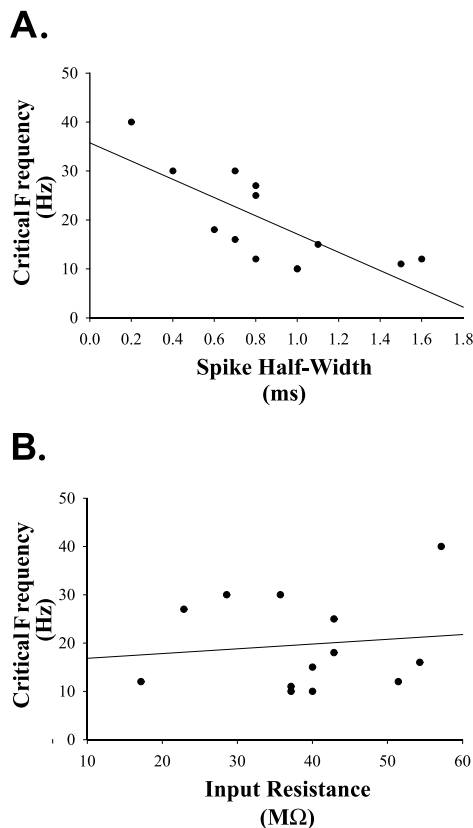 A.
Critical Frequency
(Hz)
50
40
30
20
10
0
0.0 0.2 0.4 0.6 0.8 1.0 1.2 1.4 1.6 1.8
Spike Half-Width
(ms)
B.
Critical Frequency
(Hz)
50
40
30
20
10
0
-
10 20 30 40 50 60
Input Resistance
(MΩ)